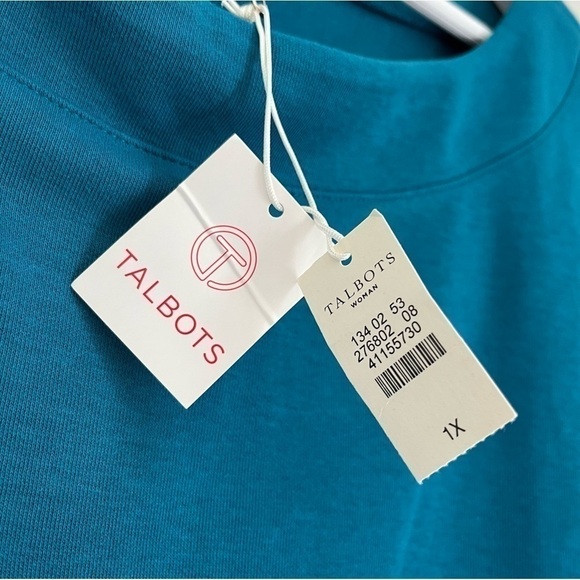 T
TALBOTS
TALBOTS
WOMAN
134 02 53
276802 08
41155730
1X